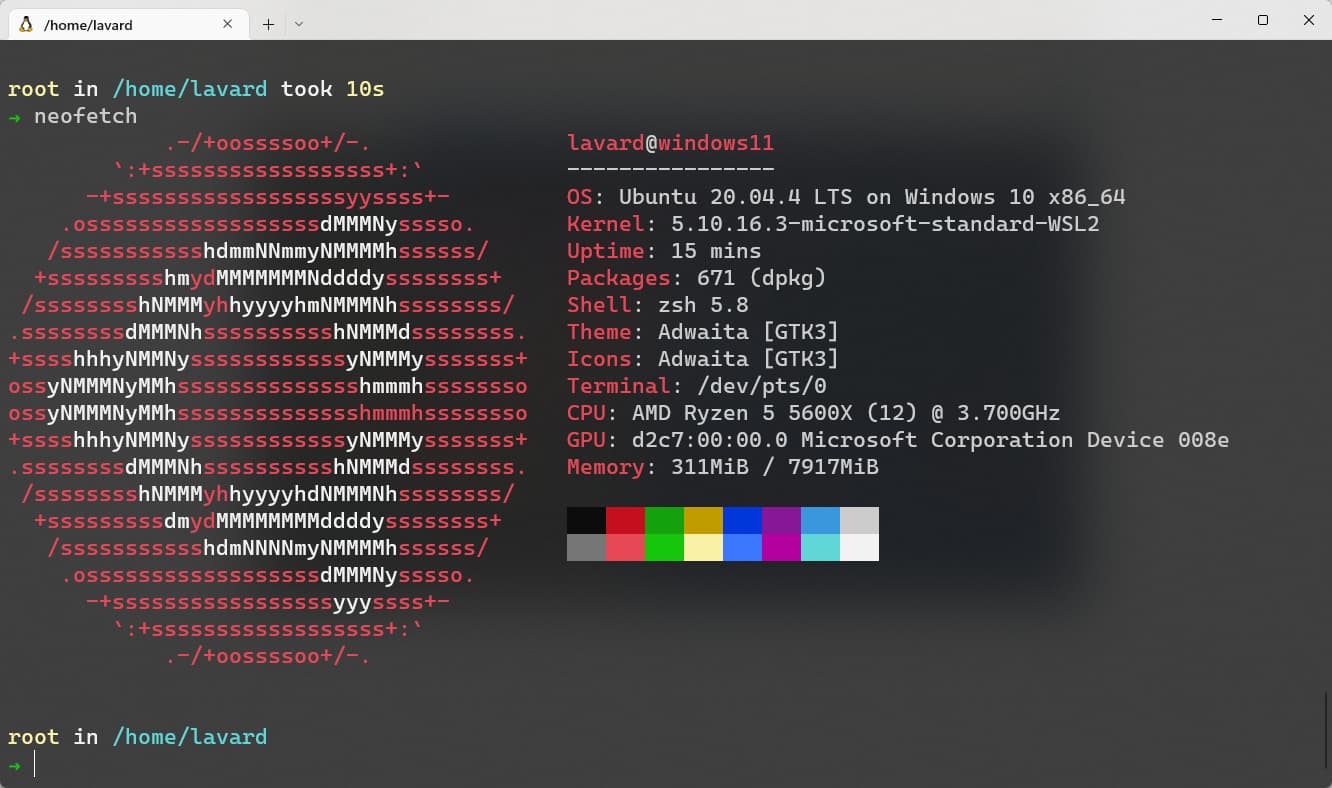 /home/lavard
root in /home/lavard took 10s
→ neofetch
.-/+oossssoo+/-.
`:+ssssssssssssssssss+:`
-+ssssssssssssssssssyyssss+-
.ossssssssssssssssssdMMMNysssso.
/ssssssssssshdmmNNmmyNMMMMhssssss/
+ssssssssshmydMMMMMMMNddddyssssssss+
/sssssssshNMMMyhhyyyyhmNMMMNhssssssss/
.ssssssssdMMMNhsssssssssshNMMMdssssssss.
+sssshhhyNMMNyssssssssssssyNMMMysssssss+
ossyNMMMNyMMhsssssssssssssshmmmhssssssso
ossyNMMMNyMMhsssssssssssssshmmmhssssssso
+sssshhhyNMMNyssssssssssssyNMMMysssssss+
.ssssssssdMMMNhsssssssssshNMMMdssssssss.
/sssssssshNMMMyhhyyyyhdNMMMNhssssssss/
+sssssssssdmydMMMMMMMMddddyssssssss+
/ssssssssssshdmNNNNmyNMMMMhssssss/
.ossssssssssssssssssdMMMNysssso.
-+sssssssssssssssssyyyssss+-
`:+ssssssssssssssssss+:`
.-/+oossssoo+/-.
lavard@windows11
----------------
OS: Ubuntu 20.04.4 LTS on Windows 10 x86_64
Kernel: 5.10.16.3-microsoft-standard-WSL2
Uptime: 15 mins
Packages: 671 (dpkg)
Shell: zsh 5.8
Theme: Adwaita [GTK3]
Icons: Adwaita [GTK3]
Terminal: /dev/pts/0
CPU: AMD Ryzen 5 5600X (12) @ 3.700GHz
GPU: d2c7:00:00.0 Microsoft Corporation Device 008e
Memory: 311MiB / 7917MiB
root in /home/lavard
→